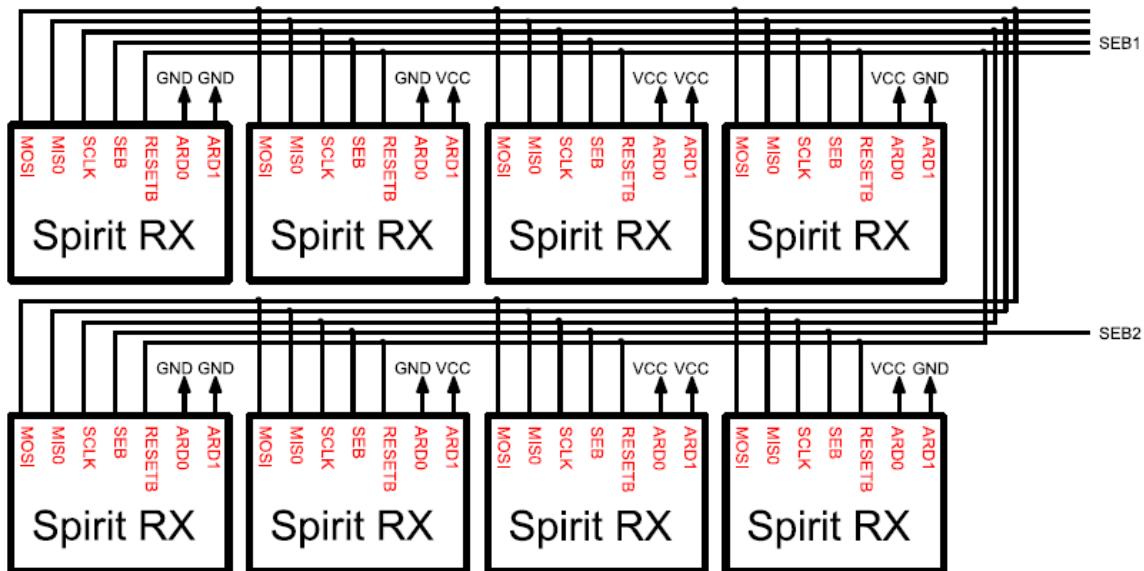 SEB1
GND GND GND VCC VCC VCC VCC GND
MOSI MIS0 SCLK SEB RESETB ARD0 ARD1 MOSI MIS0 SCLK SEB RESETB ARD0 ARD1 MOSI MIS0 SCLK SEB RESETB ARD0 ARD1 MOSI MIS0 SCLK SEB RESETB ARD0 ARD1
Spirit RX Spirit RX Spirit RX Spirit RX
SEB2
GND GND GND VCC VCC VCC VCC GND
MOSI MIS0 SCLK SEB RESETB ARD0 ARD1 MOSI MIS0 SCLK SEB RESETB ARD0 ARD1 MOSI MIS0 SCLK SEB RESETB ARD0 ARD1 MOSI MIS0 SCLK SEB RESETB ARD0 ARD1
Spirit RX Spirit RX Spirit RX Spirit RX